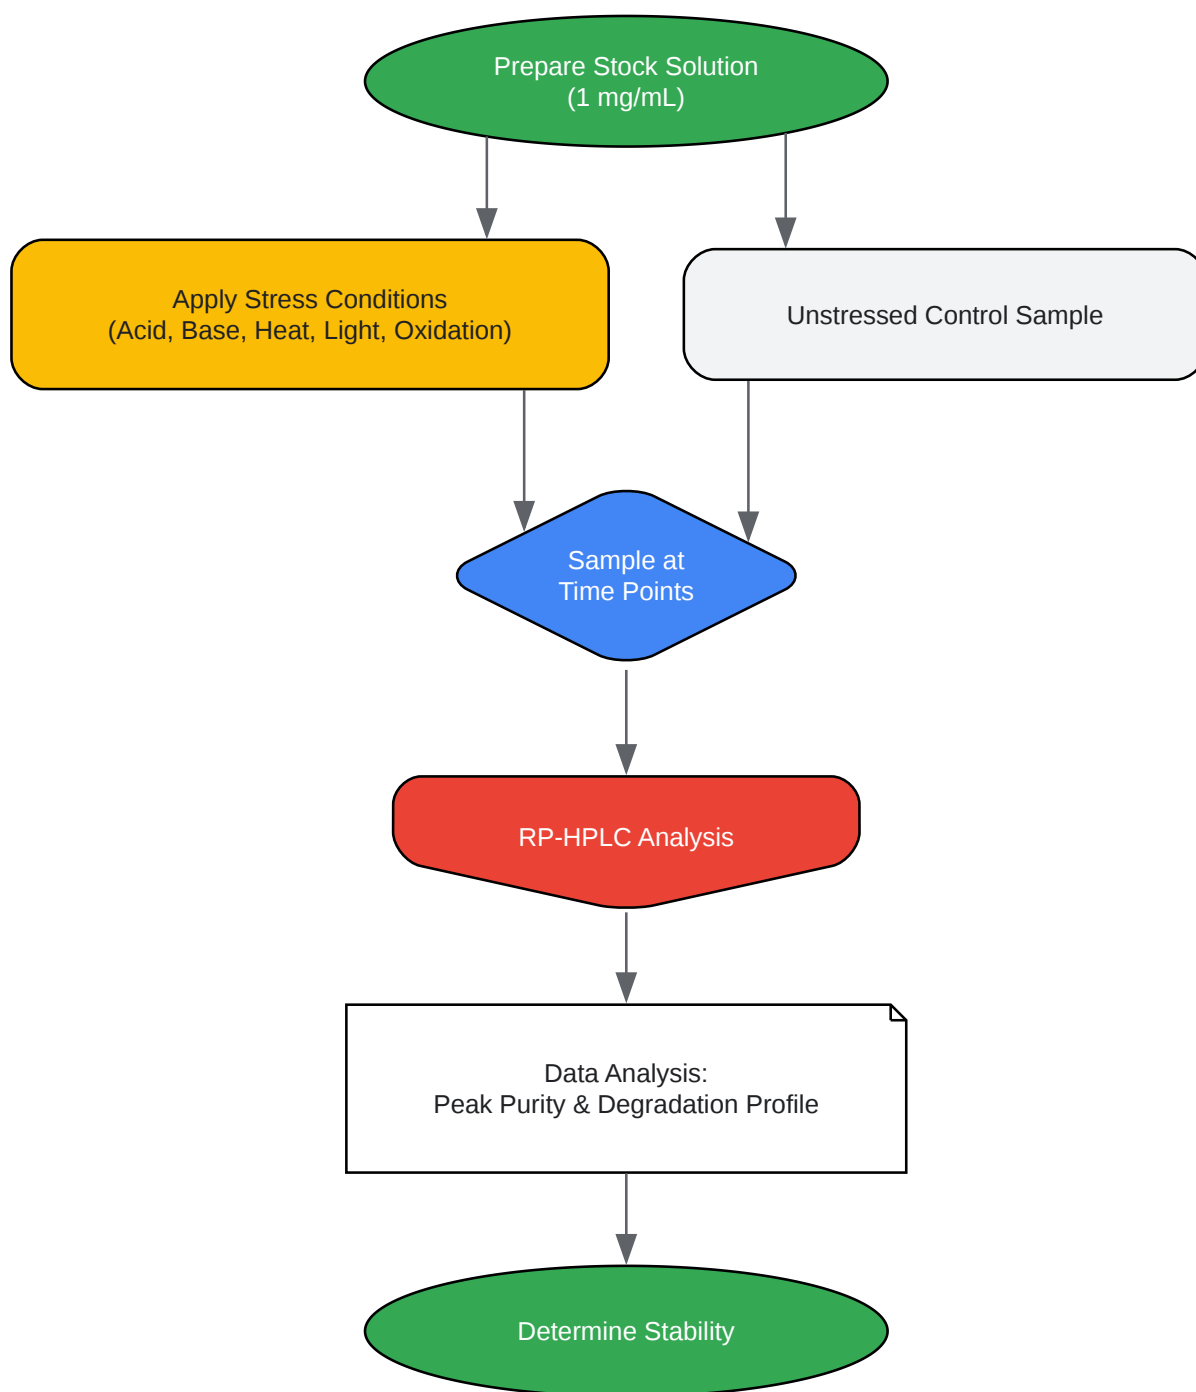 Prepare Stock Solution
(1 mg/mL)
Apply Stress Conditions
(Acid, Base, Heat, Light, Oxidation)
Unstressed Control Sample
Sample at
Time Points
RP-HPLC Analysis
Data Analysis:
Peak Purity & Degradation Profile
Determine Stability